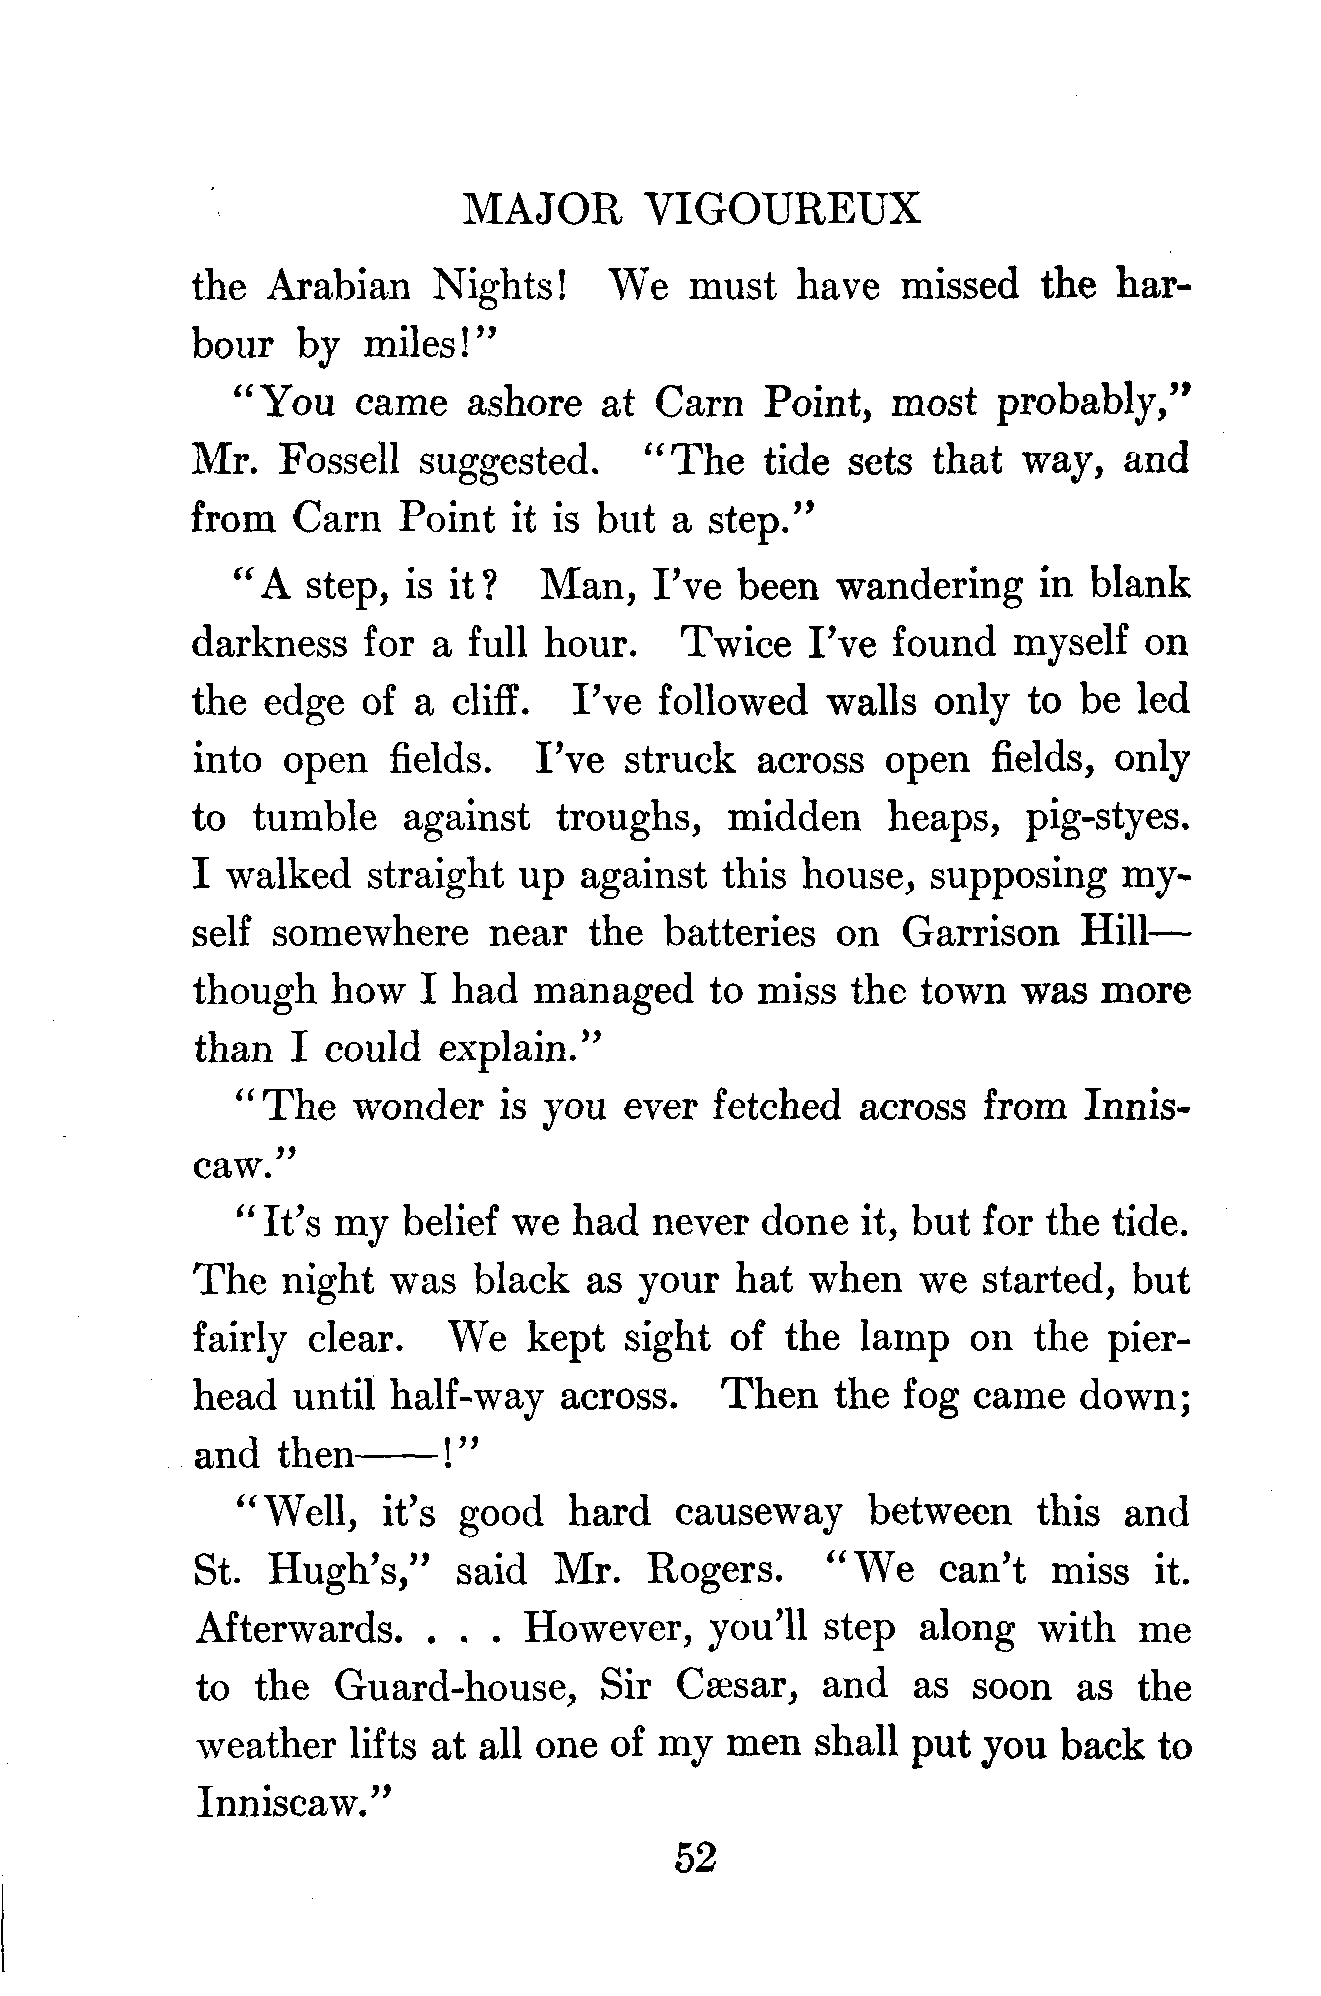 MAJOR VIGOUREUX
the Arabian Nights! We must have missed the har-
bour by miles!”
“You came ashore at Carn Point, most probably,”
Mr. Fossell suggested. “The tide sets that way, and
from Carn Point it is but a step.”
“A step, is it? Man, I’ve been wandering in blank
darkness for a full hour. Twice I’ve found myself on
the edge of a cliff. I’ve followed walls only to be led
into open fields. I’ve struck across open fields, only
to tumble against troughs, midden heaps, pig-styes.
I walked straight up against this house, supposing my-
self somewhere near the batteries on Garrison Hill—
though how I had managed to miss the town was more
than I could explain.”
“The wonder is you ever fetched across from Innis-
caw.”
“It’s my belief we had never done it, but for the tide.
The night was black as your hat when we started, but
fairly clear. We kept sight of the lamp on the pier-
head until half-way across. Then the fog came down;
and then——!”
“Well, it’s good hard causeway between this and
St. Hugh’s,” said Mr. Rogers. “We can’t miss it.
Afterwards. . . . However, you’ll step along with me
to the Guard-house, Sir Cæsar, and as soon as the
weather lifts at all one of my men shall put you back to
Inniscaw.”
52